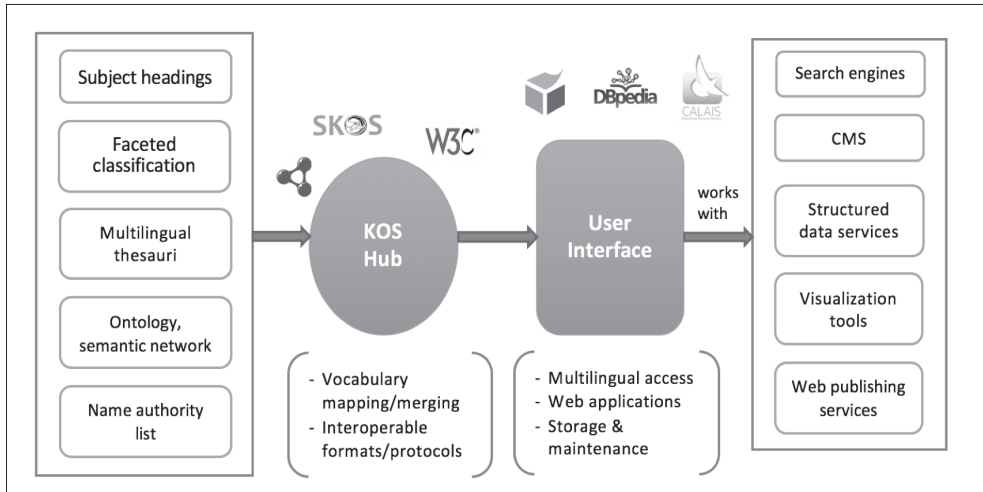 Subject headings
Faceted
classification
Multilingual
thesauri
Ontology,
semantic network
Name authority
list
SKOS
W3C®
KOS
Hub
- Vocabulary
mapping/merging
- Interoperable
formats/protocols
DBpedia
CALAIS
User
Interface
- Multilingual access
- Web applications
- Storage &
maintenance
works
with
Search engines
CMS
Structured
data services
Visualization
tools
Web publishing
services